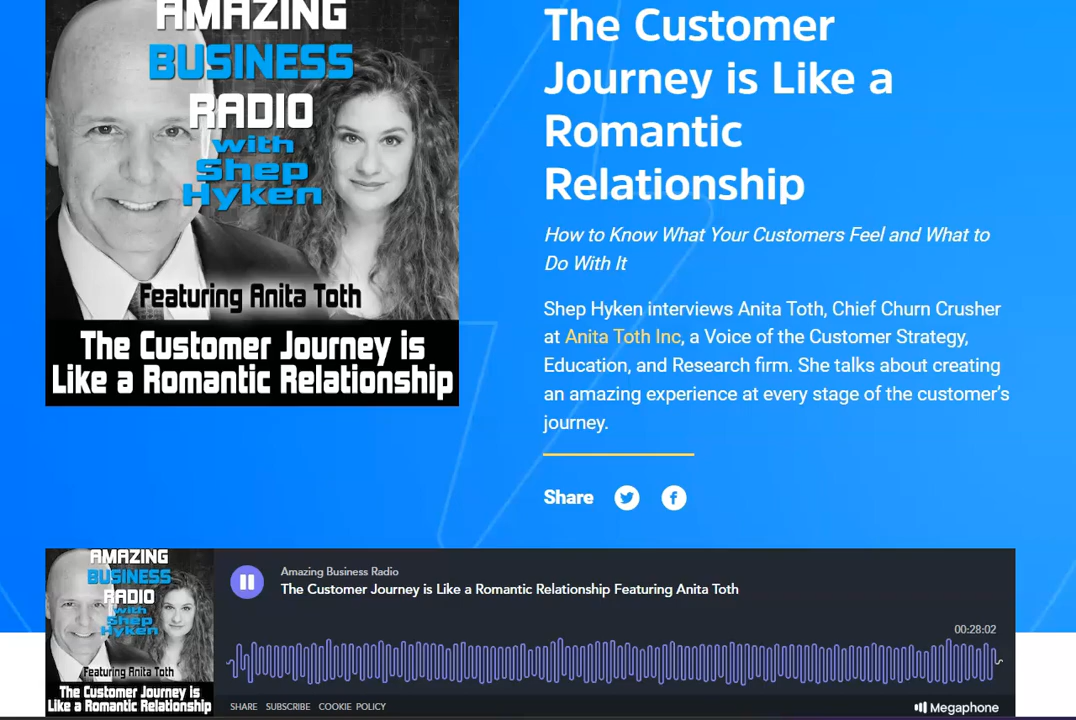 AMAZING
BUSINESS
RADIO
with
Shep
Hyken
Featuring Anita Toth
The Customer Journey is
Like a Romantic Relationship
The Customer
Journey is Like a
Romantic
Relationship
How to Know What Your Customers Feel and What to
Do With It
Shep Hyken interviews Anita Toth, Chief Churn Crusher
at Anita Toth Inc, a Voice of the Customer Strategy,
Education, and Research firm. She talks about creating
an amazing experience at every stage of the customer's
journey.
Share
AMAZING
BUSINESS
RADIO
with
Shep
Hyken
Featuring Anita Toth
The Customer Journey is
Like a Romantic Relationship
Amazing Business Radio
The Customer Journey is Like a Romantic Relationship Featuring Anita Toth
00:28:02
SHARE SUBSCRIBE COOKIE POLICY
Megaphone